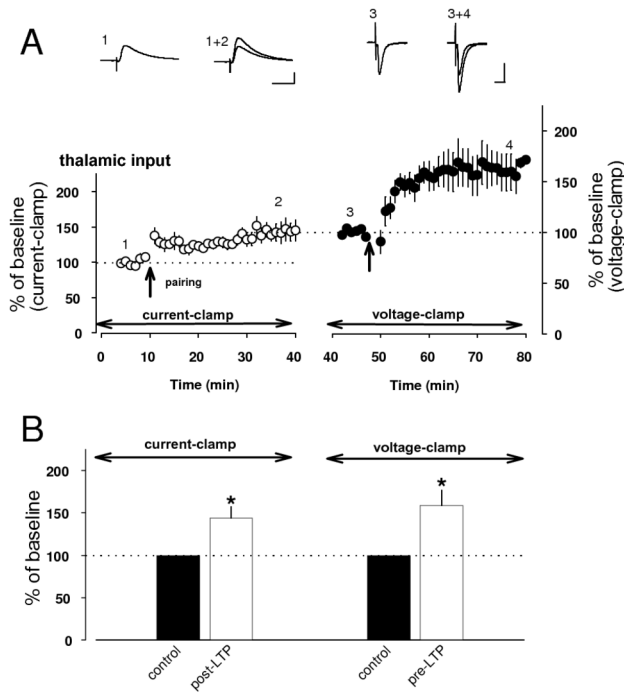 A
1
1+2
3
3+4
thalamic input
% of baseline
(current-clamp)
200
150
100
50
0
1
2
pairing
current-clamp
0 10 20 30 40
Time (min)
3
4
voltage-clamp
40 50 60 70 80
Time (min)
200
150
100
50
0
% of baseline
(voltage-clamp)
B
current-clamp
voltage-clamp
% of baseline
200
150
100
50
0
*
*
control
post-LTP
control
pre-LTP